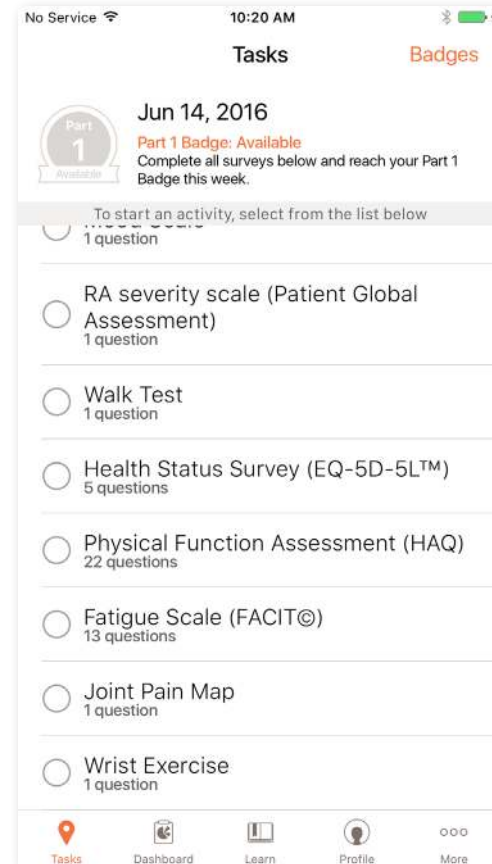 No Service 10:20 AM
Tasks Badges
Part
1
Available
Jun 14, 2016
Part 1 Badge: Available
Complete all surveys below and reach your Part 1
Badge this week.
To start an activity, select from the list below
1 question
RA severity scale (Patient Global
Assessment)
1 question
Walk Test
1 question
Health Status Survey (EQ-5D-5L™)
5 questions
Physical Function Assessment (HAQ)
22 questions
Fatigue Scale (FACIT©)
13 questions
Joint Pain Map
1 question
Wrist Exercise
1 question
Tasks Dashboard Learn Profile More